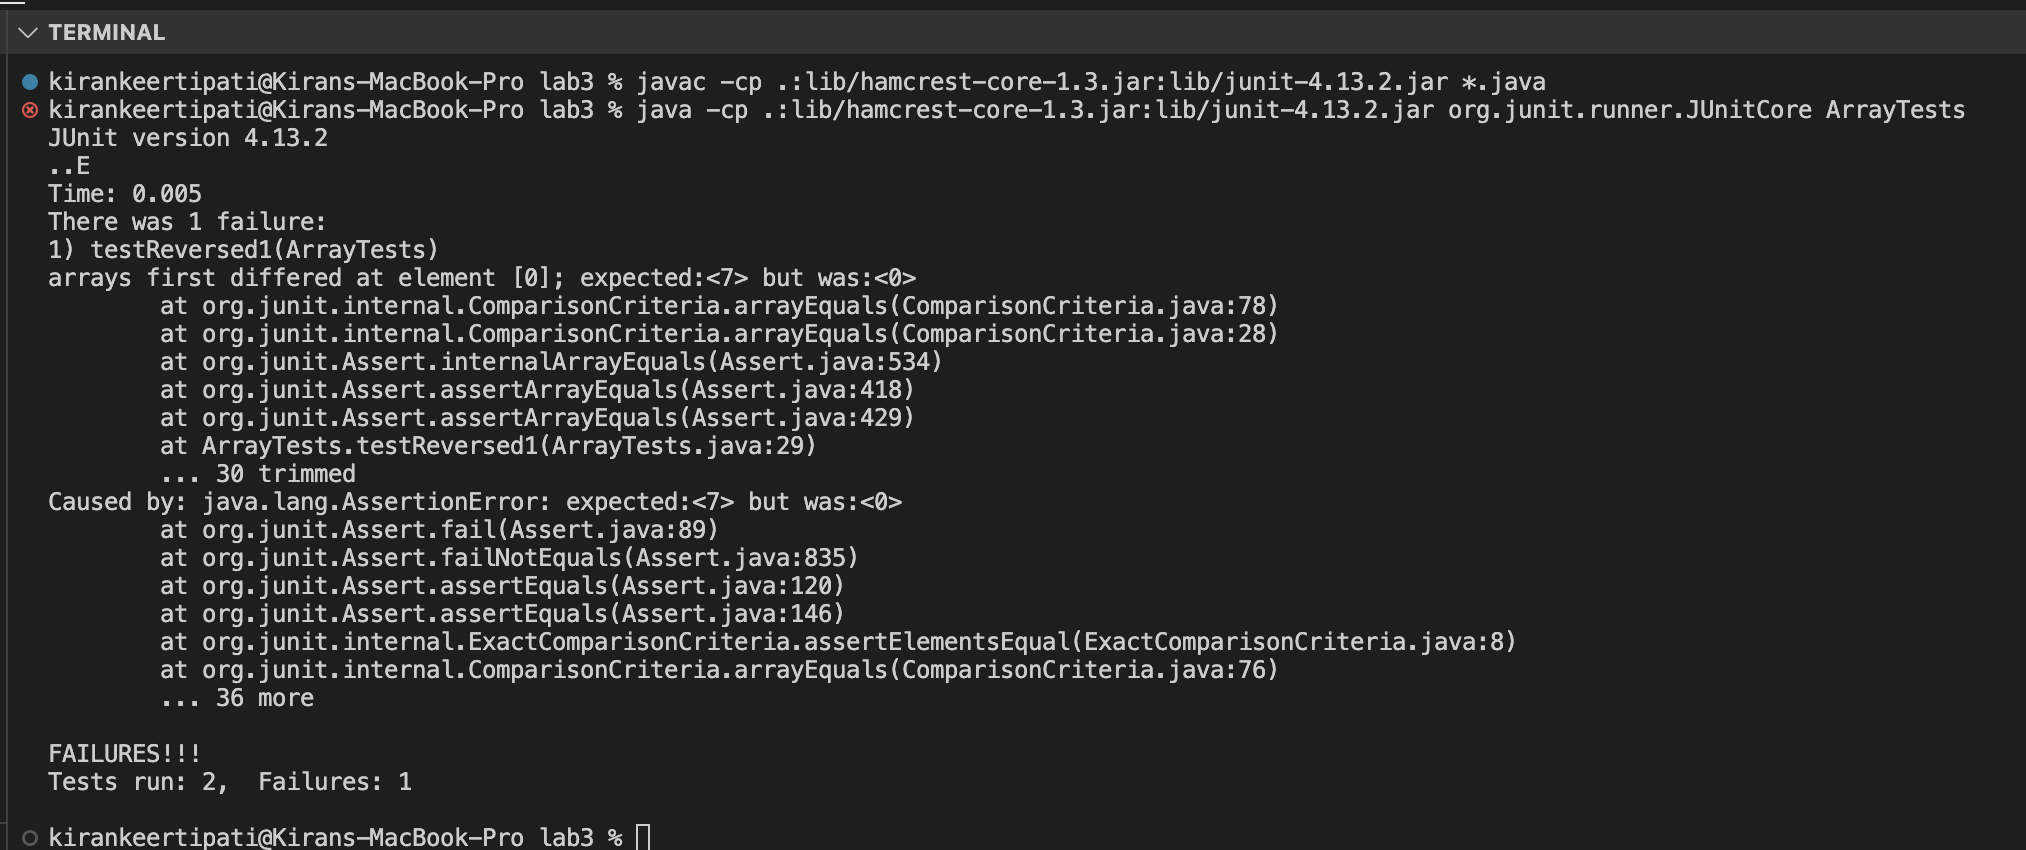 TERMINAL
kirankeertipati@Kirans-MacBook-Pro lab3 % javac -cp .:lib/hamcrest-core-1.3.jar:lib/junit-4.13.2.jar *.java
kirankeertipati@Kirans-MacBook-Pro lab3 % java -cp .:lib/hamcrest-core-1.3.jar:lib/junit-4.13.2.jar org.junit.runner.JUnitCore ArrayTests
JUnit version 4.13.2
..E
Time: 0.005
There was 1 failure:
1) testReversed1(ArrayTests)
arrays first differed at element [0]; expected:<7> but was:<0>
        at org.junit.internal.ComparisonCriteria.arrayEquals(ComparisonCriteria.java:78)
        at org.junit.internal.ComparisonCriteria.arrayEquals(ComparisonCriteria.java:28)
        at org.junit.Assert.internalArrayEquals(Assert.java:534)
        at org.junit.Assert.assertArrayEquals(Assert.java:418)
        at org.junit.Assert.assertArrayEquals(Assert.java:429)
        at ArrayTests.testReversed1(ArrayTests.java:29)
        ... 30 trimmed
Caused by: java.lang.AssertionError: expected:<7> but was:<0>
        at org.junit.Assert.fail(Assert.java:89)
        at org.junit.Assert.failNotEquals(Assert.java:835)
        at org.junit.Assert.assertEquals(Assert.java:120)
        at org.junit.Assert.assertEquals(Assert.java:146)
        at org.junit.internal.ExactComparisonCriteria.assertElementsEqual(ExactComparisonCriteria.java:8)
        at org.junit.internal.ComparisonCriteria.arrayEquals(ComparisonCriteria.java:76)
        ... 36 more

FAILURES!!!
Tests run: 2,  Failures: 1

kirankeertipati@Kirans-MacBook-Pro lab3 %